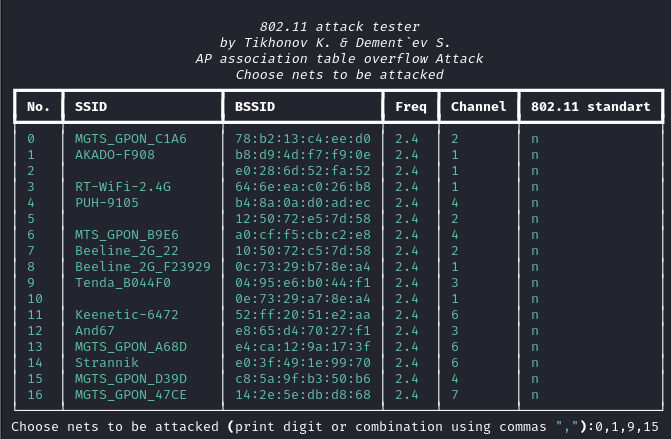 802.11 attack tester
by Tikhonov K. & Dement`ev S.
AP association table overflow Attack
Choose nets to be attacked
No. SSID BSSID Freq Channel 802.11 standart
0 MGTS_GPON_C1A6 78:b2:13:c4:ee:d0 2.4 2 n
1 AKADO-F908 b8:d9:4d:f7:f9:0e 2.4 1 n
2 e0:28:6d:52:fa:52 2.4 1 n
3 RT-WiFi-2.4G 64:6e:ea:c0:26:b8 2.4 1 n
4 PUH-9105 b4:8a:0a:d0:ad:ec 2.4 4 n
5 12:50:72:e5:7d:58 2.4 2 n
6 MTS_GPON_B9E6 a0:cf:f5:cb:c2:e8 2.4 4 n
7 Beeline_2G_22 10:50:72:c5:7d:58 2.4 2 n
8 Beeline_2G_F23929 0c:73:29:b7:8e:a4 2.4 1 n
9 Tenda_B044F0 04:95:e6:b0:44:f1 2.4 3 n
10 0e:73:29:a7:8e:a4 2.4 1 n
11 Keenetic-6472 52:ff:20:51:e2:aa 2.4 6 n
12 And67 e8:65:d4:70:27:f1 2.4 3 n
13 MGTS_GPON_A68D e4:ca:12:9a:17:3f 2.4 6 n
14 Strannik e0:3f:49:1e:99:70 2.4 6 n
15 MGTS_GPON_D39D c8:5a:9f:b3:50:b6 2.4 4 n
16 MGTS_GPON_47CE 14:2e:5e:db:d8:68 2.4 7 n
Choose nets to be attacked (print digit or combination using commas ","):0,1,9,15